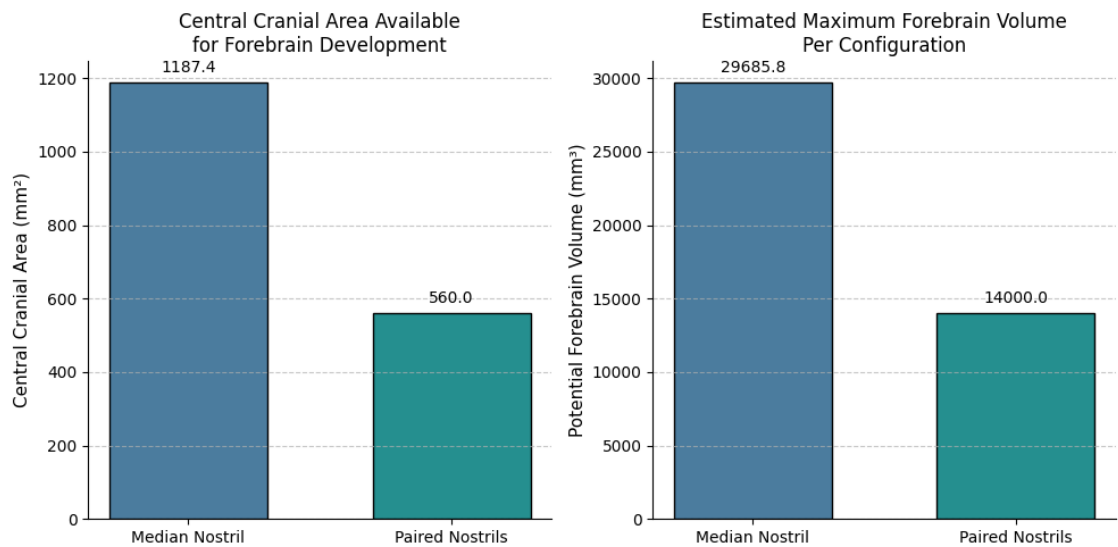 Central Cranial Area Available
for Forebrain Development
Central Cranial Area (mm²)
1200
1000
800
600
400
200
0
1187.4
560.0
Median Nostril
Paired Nostrils
Estimated Maximum Forebrain Volume
Per Configuration
Potential Forebrain Volume (mm³)
30000
25000
20000
15000
10000
5000
0
29685.8
14000.0
Median Nostril
Paired Nostrils